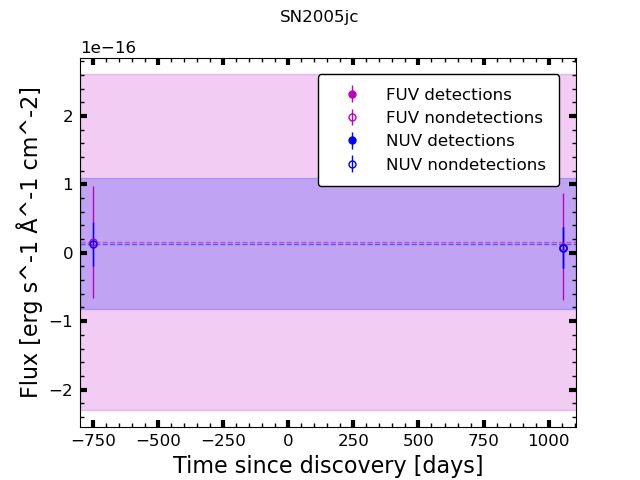 SN2005jc
1e−16
FUV detections
FUV nondetections
NUV detections
NUV nondetections
2
1
0
−1
−2
Flux [erg s^-1 Å^-1 cm^-2]
−750 −500 −250 0 250 500 750 1000
Time since discovery [days]